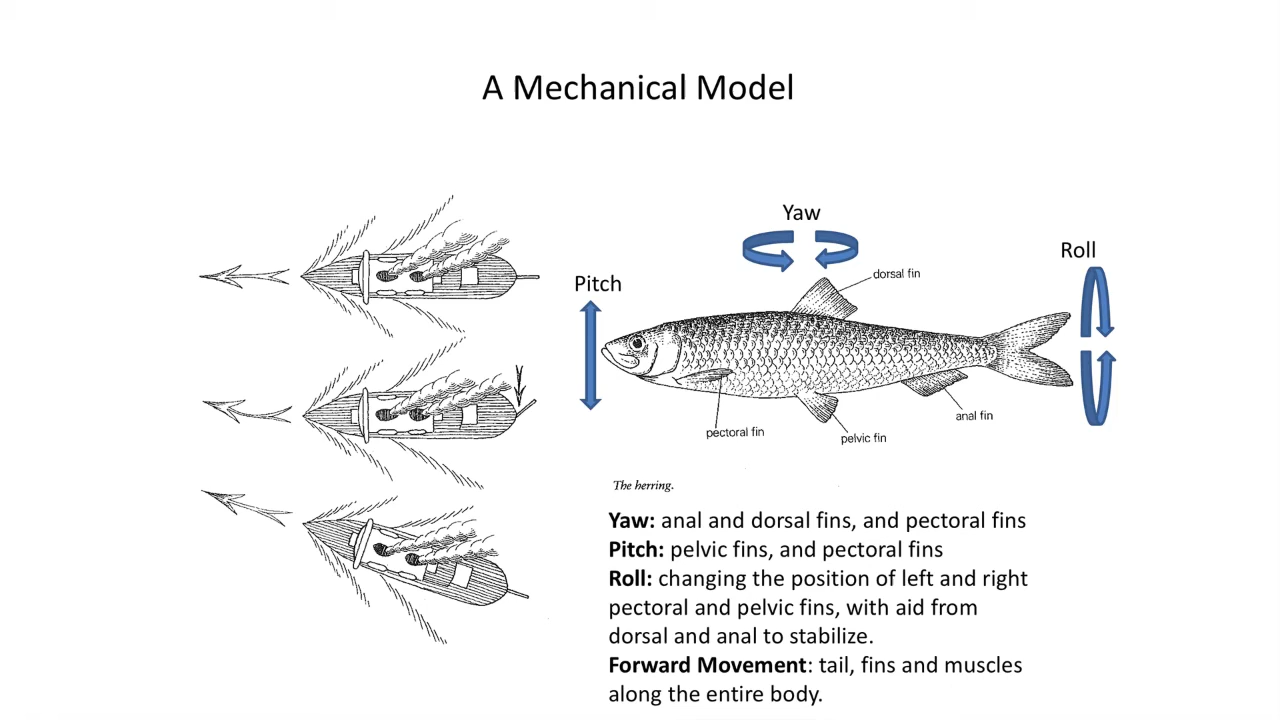 A Mechanical Model
Yaw
Roll
dorsal fin
Pitch
pectoral fin
pelvic fin
anal fin
The herring.
Yaw: anal and dorsal fins, and pectoral fins
Pitch: pelvic fins, and pectoral fins
Roll: changing the position of left and right
pectoral and pelvic fins, with aid from
dorsal and anal to stabilize.
Forward Movement: tail, fins and muscles
along the entire body.